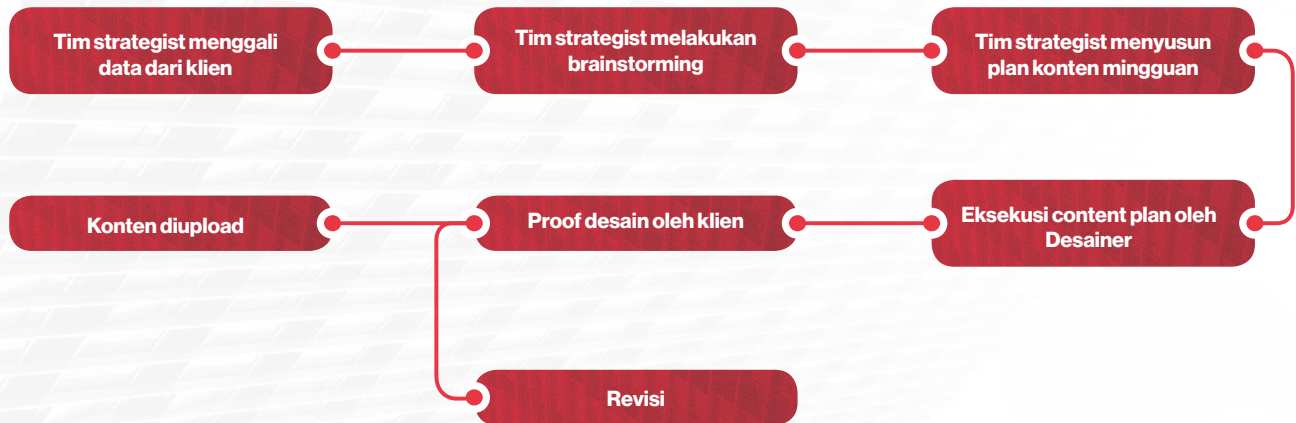 Tim strategist menggali
data dari klien
Tim strategist melakukan
brainstorming
Tim strategist menyusun
plan konten mingguan
Eksekusi content plan oleh
Desainer
Proof desain oleh klien
Konten diupload
Revisi